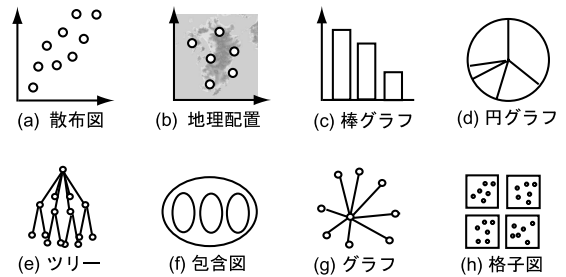 (a) 散布図
(b) 地理配置
(c) 棒グラフ
(d) 円グラフ
(e) ツリー
(f) 包含図
(g) グラフ
(h) 格子図